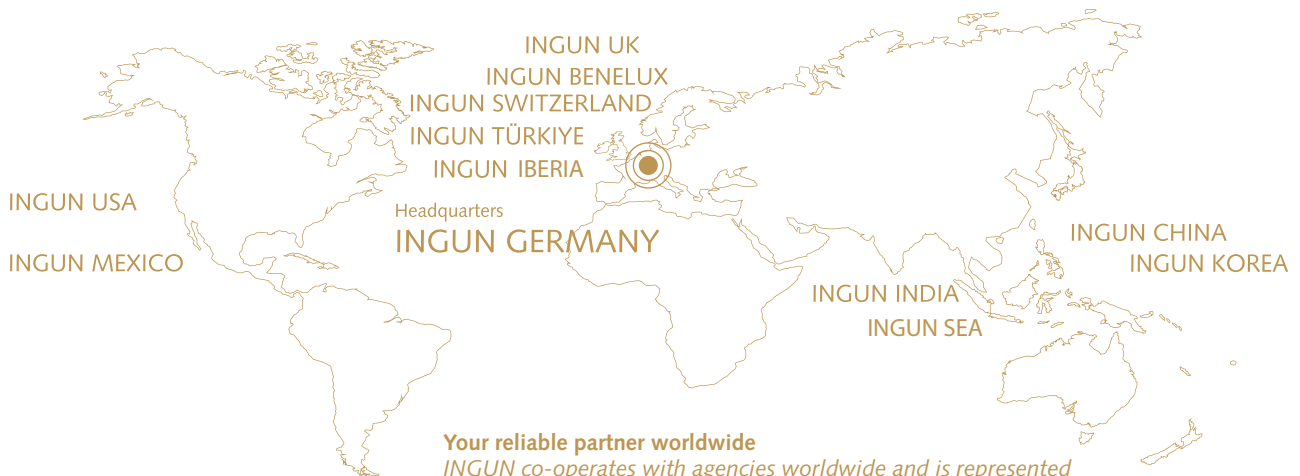 INGUN UK
INGUN BENELUX
INGUN SWITZERLAND
INGUN TÜRKIYE
INGUN IBERIA
INGUN USA
Headquarters
INGUN GERMANY
INGUN MEXICO
INGUN CHINA
INGUN KOREA
INGUN INDIA
INGUN SEA
Your reliable partner worldwide
INGUN co-operates with agencies worldwide and is represented